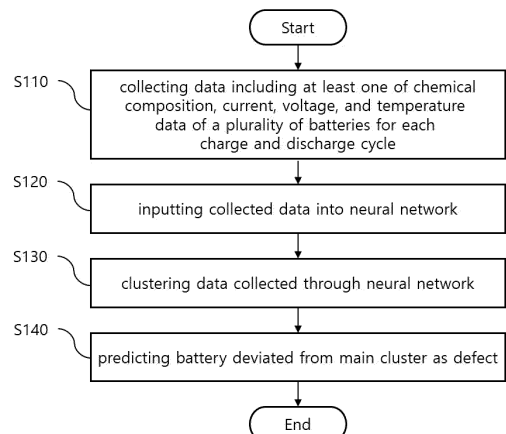 Start
S110
collecting data including at least one of chemical
composition, current, voltage, and temperature
data of a plurality of batteries for each
charge and discharge cycle
S120
inputting collected data into neural network
S130
clustering data collected through neural network
S140
predicting battery deviated from main cluster as defect
End